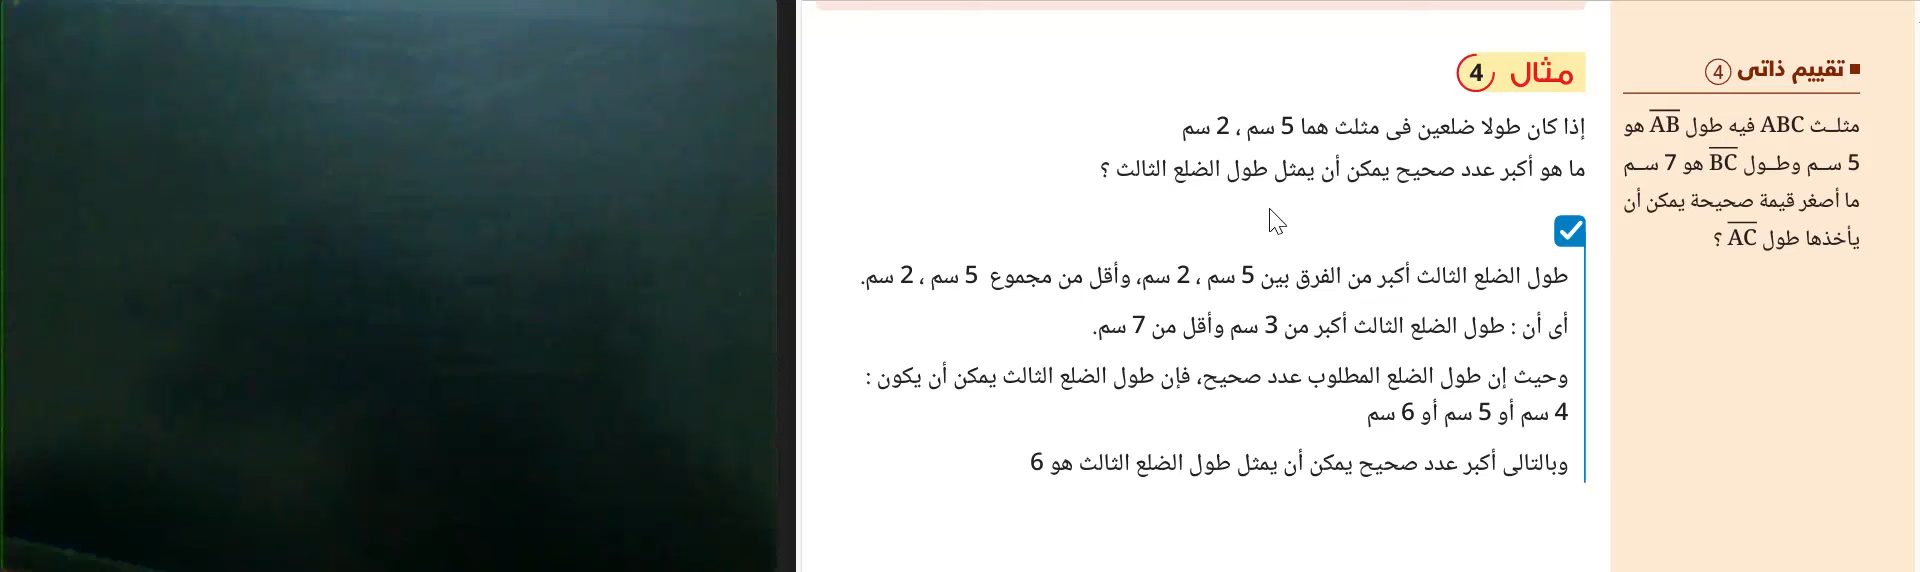 تقييم ذاتى 4
مثلث ABC فيه طول AB هو
5 سم وطول BC هو 7 سم
ما أصغر قيمة صحيحة يمكن أن
يأخذها طول AC ؟
مثال 4
إذا كان طولا ضلعين فى مثلث هما 5 سم ، 2 سم
ما هو أكبر عدد صحيح يمكن أن يمثل طول الضلع الثالث ؟
طول الضلع الثالث أكبر من الفرق بين 5 سم ، 2 سم، وأقل من مجموع 5 سم ، 2 سم.
أى أن : طول الضلع الثالث أكبر من 3 سم وأقل من 7 سم.
وحيث إن طول الضلع المطلوب عدد صحيح، فإن طول الضلع الثالث يمكن أن يكون :
4 سم أو 5 سم أو 6 سم
وبالتالى أكبر عدد صحيح يمكن أن يمثل طول الضلع الثالث هو 6